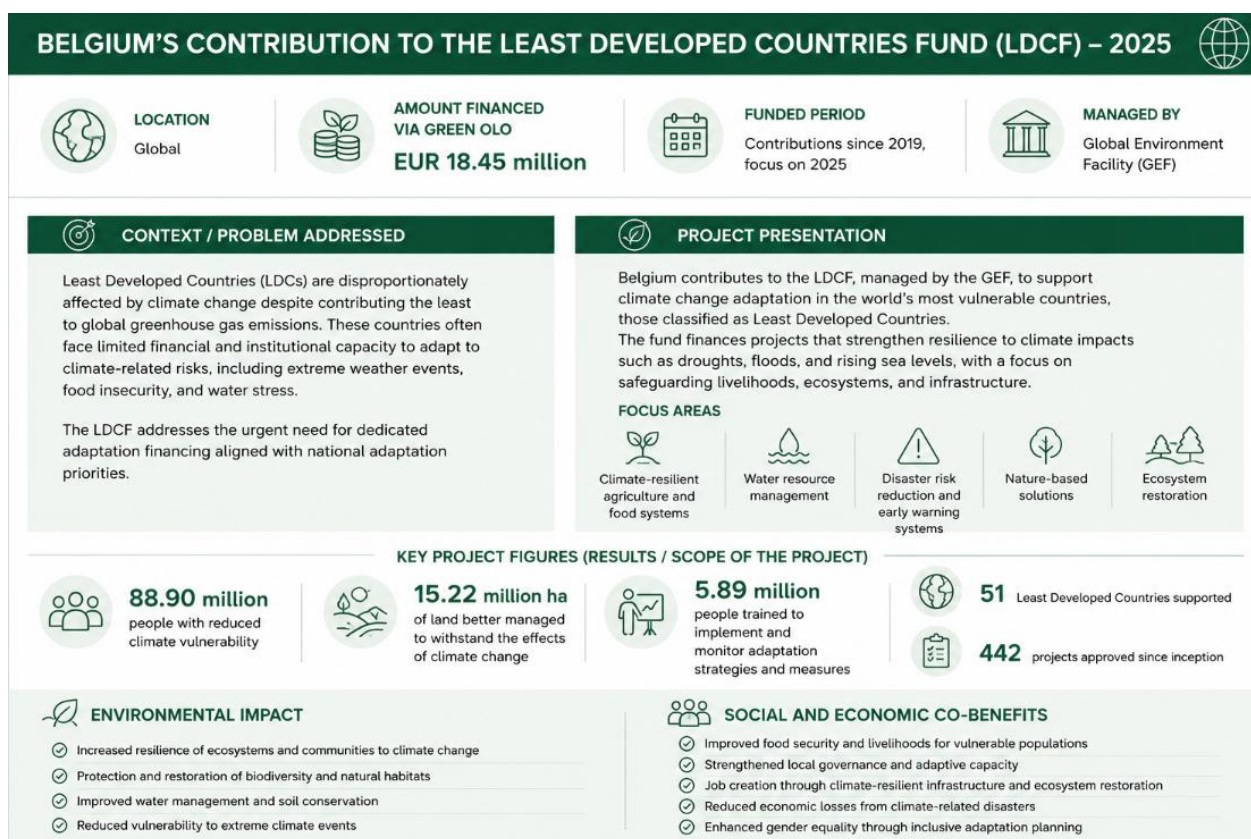 BELGIUM'S CONTRIBUTION TO THE LEAST DEVELOPED COUNTRIES FUND (LDCF) – 2025
LOCATION
Global
AMOUNT FINANCED
VIA GREEN OLO
EUR 18.45 million
FUNDED PERIOD
Contributions since 2019,
focus on 2025
MANAGED BY
Global Environment
Facility (GEF)
CONTEXT / PROBLEM ADDRESSED
Least Developed Countries (LDCs) are disproportionately
affected by climate change despite contributing the least
to global greenhouse gas emissions. These countries often
face limited financial and institutional capacity to adapt to
climate-related risks, including extreme weather events,
food insecurity, and water stress.
The LDCF addresses the urgent need for dedicated
adaptation financing aligned with national adaptation
priorities.
PROJECT PRESENTATION
Belgium contributes to the LDCF, managed by the GEF, to support
climate change adaptation in the world's most vulnerable countries,
those classified as Least Developed Countries.
The fund finances projects that strengthen resilience to climate impacts
such as droughts, floods, and rising sea levels, with a focus on
safeguarding livelihoods, ecosystems, and infrastructure.
FOCUS AREAS
Climate-resilient
agriculture and
food systems
Water resource
management
Disaster risk
reduction and
early warning
systems
Nature-based
solutions
Ecosystem
restoration
KEY PROJECT FIGURES (RESULTS / SCOPE OF THE PROJECT)
88.90 million
people with reduced
climate vulnerability
15.22 million ha
of land better managed
to withstand the effects
of climate change
5.89 million
people trained to
implement and
monitor adaptation
strategies and measures
51 Least Developed Countries supported
442 projects approved since inception
ENVIRONMENTAL IMPACT
Increased resilience of ecosystems and communities to climate change
Protection and restoration of biodiversity and natural habitats
Improved water management and soil conservation
Reduced vulnerability to extreme climate events
SOCIAL AND ECONOMIC CO-BENEFITS
Improved food security and livelihoods for vulnerable populations
Strengthened local governance and adaptive capacity
Job creation through climate-resilient infrastructure and ecosystem restoration
Reduced economic losses from climate-related disasters
Enhanced gender equality through inclusive adaptation planning